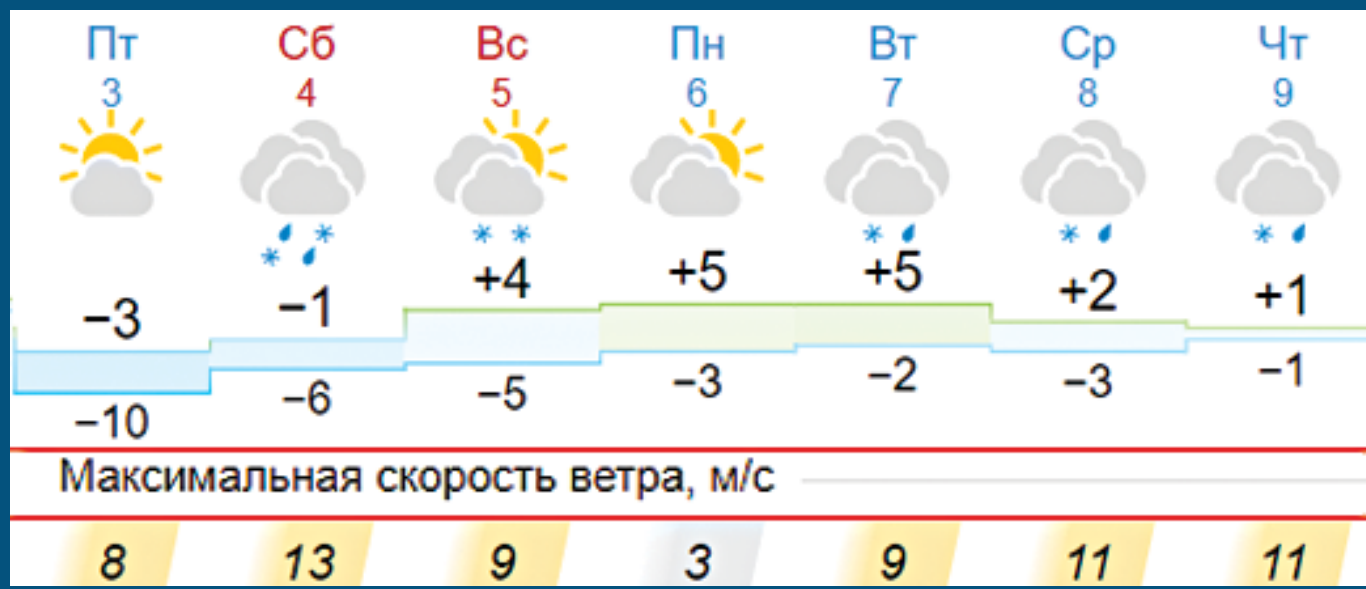 Пт Сб Вс Пн Вт Ср Чт
3 4 5 6 7 8 9
−3 −1 +4 +5 +5 +2 +1
−10 −6 −5 −3 −2 −3 −1
Максимальная скорость ветра, м/с
8 13 9 3 9 11 11